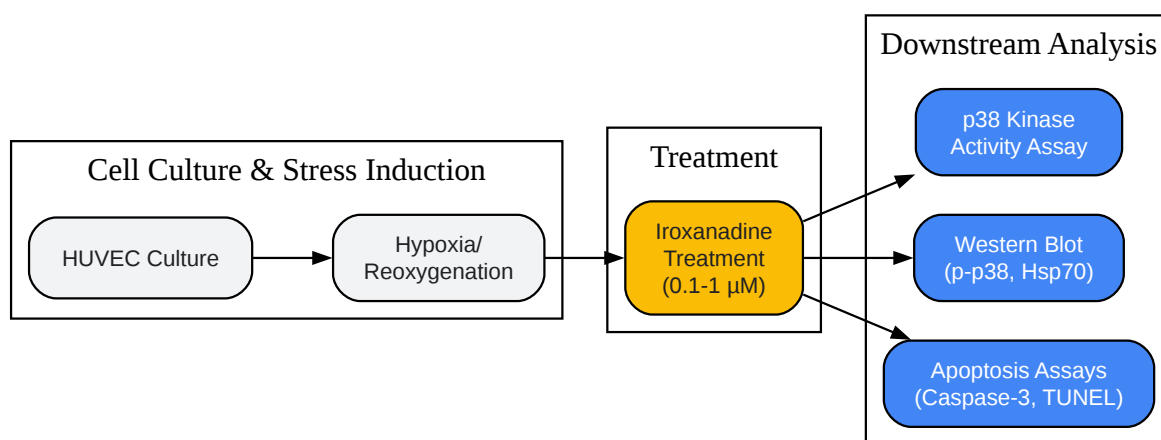 Cell Culture & Stress Induction
HUVEC Culture
Hypoxia/
Reoxygenation
Treatment
Iroxanadine
Treatment
(0.1-1 µM)
Downstream Analysis
p38 Kinase
Activity Assay
Western Blot
(p-p38, Hsp70)
Apoptosis Assays
(Caspase-3, TUNEL)